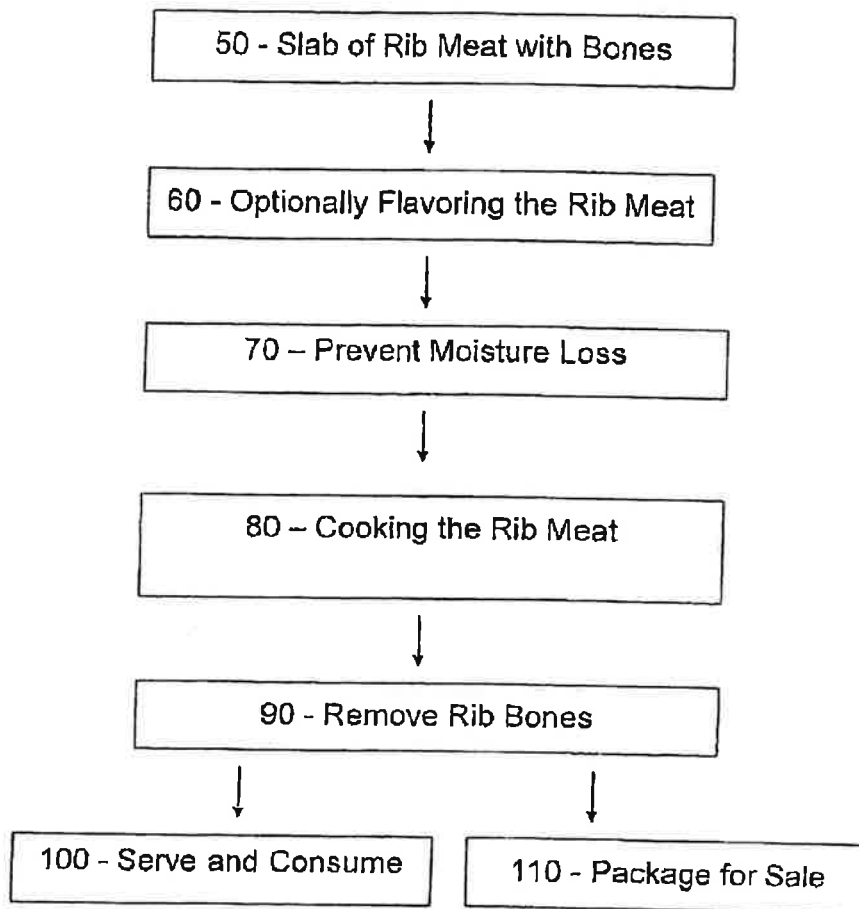 50 - Slab of Rib Meat with Bones
60 - Optionally Flavoring the Rib Meat
70 – Prevent Moisture Loss
80 – Cooking the Rib Meat
90 - Remove Rib Bones
100 - Serve and Consume
110 - Package for Sale